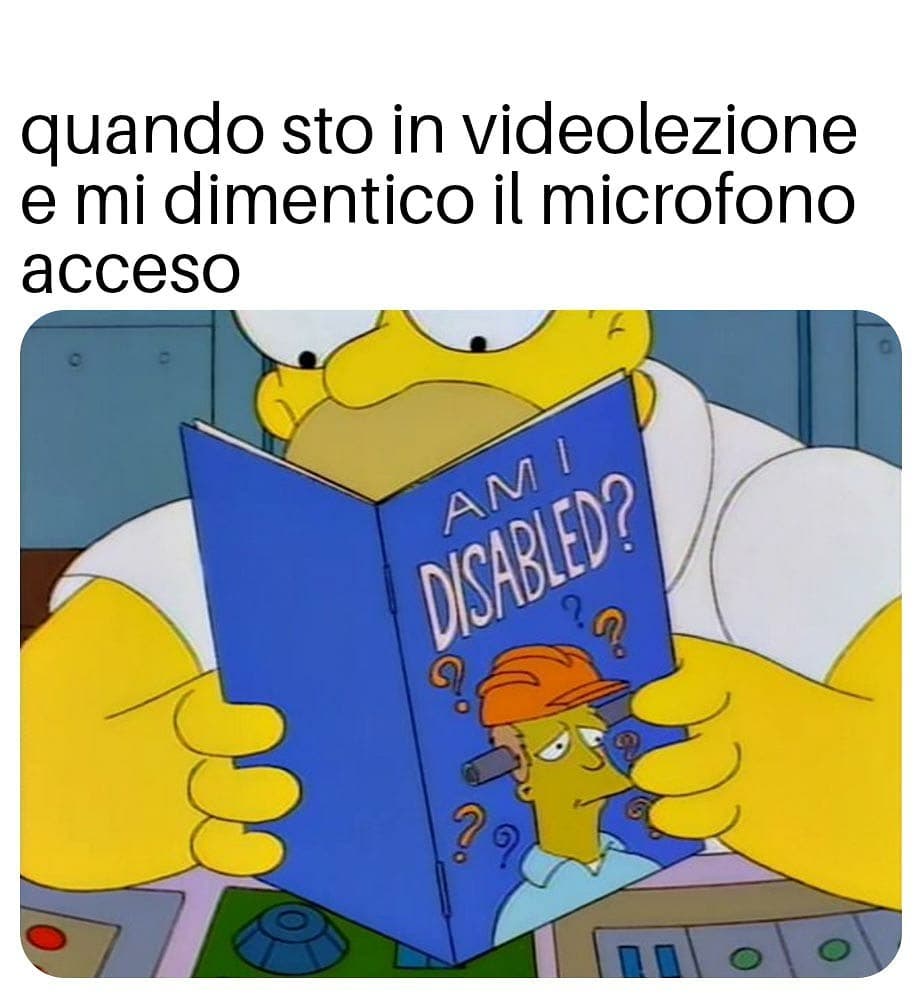 quando sto in videolezione
e mi dimentico il microfono
acceso
AM I
DISABLED?